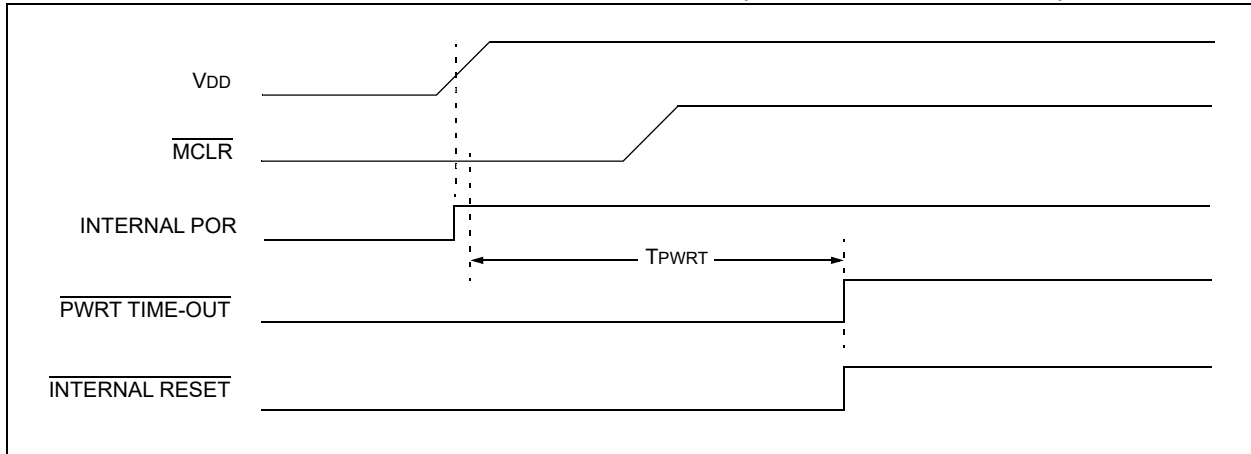 VDD
MCLR
INTERNAL POR
TPWRT
PWRT TIME-OUT
INTERNAL RESET